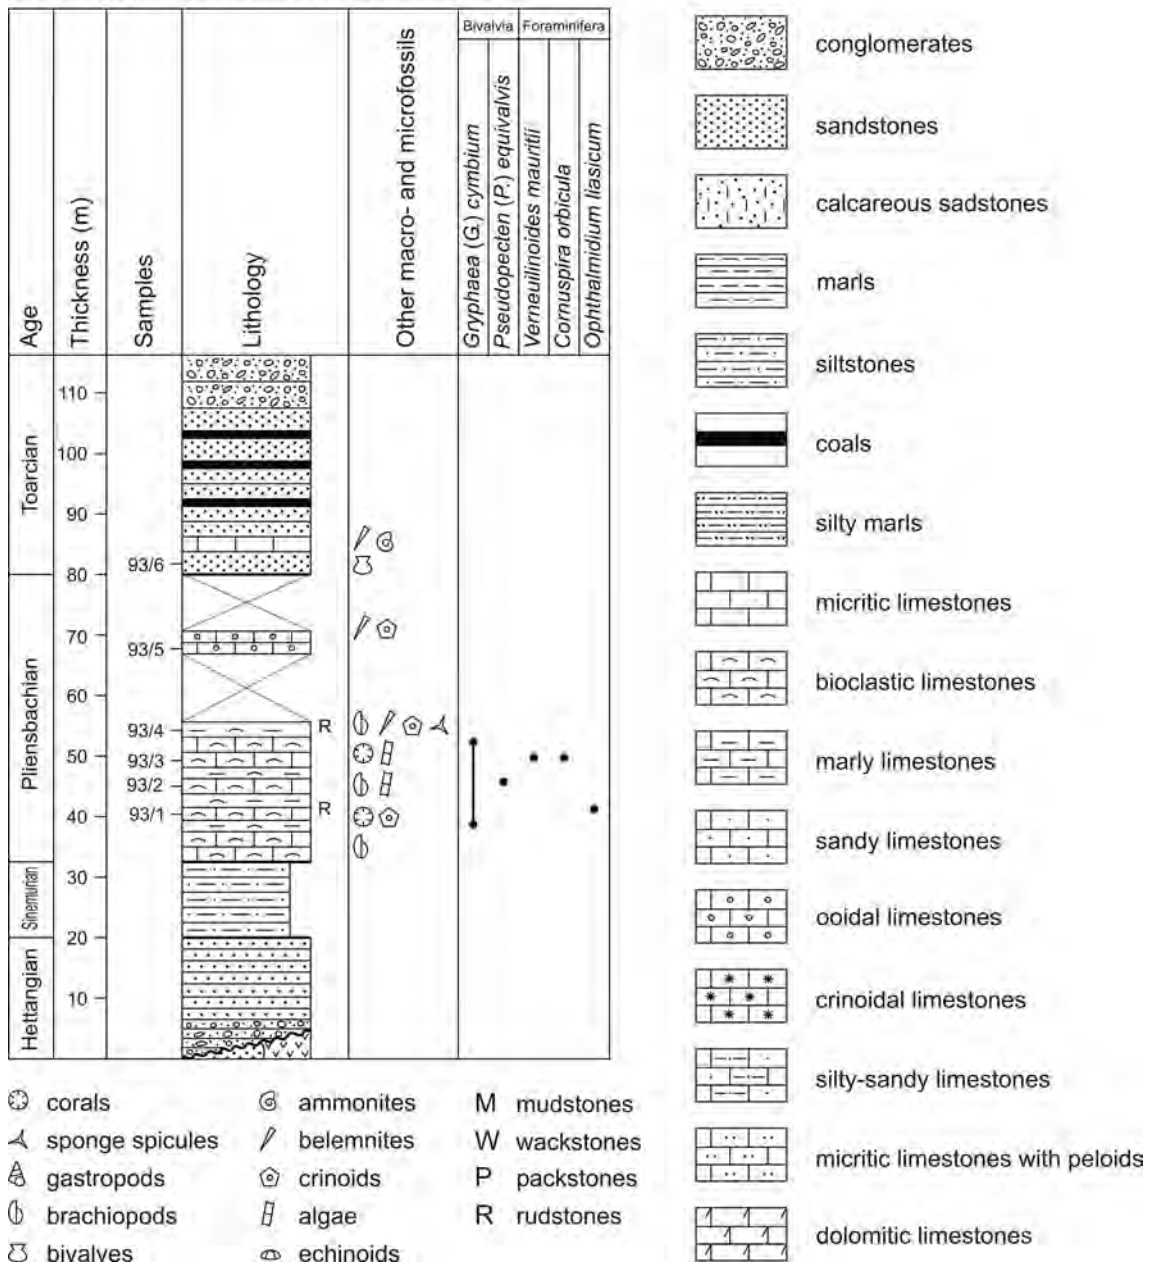 Bivalvia Foraminifera
Age
Thickness (m)
Samples
Lithology
Other macro- and microfossils
Gryphaea (G.) cymbium
Pseudopecten (P.) equivalvis
Verneuilinoides mauritii
Cornuspira orbicula
Ophthalmidium liasicum
Toarcian
Pliensbachian
Sinemurian
Hettangian
110
100
90
80
70
60
50
40
30
20
10
93/6
93/5
93/4 R
93/3
93/2
93/1 R
corals
sponge spicules
gastropods
brachiopods
bivalves
ammonites
belemnites
crinoids
algae
echinoids
M mudstones
W wackstones
P packstones
R rudstones
conglomerates
sandstones
calcareous sadstones
marls
siltstones
coals
silty marls
micritic limestones
bioclastic limestones
marly limestones
sandy limestones
ooidal limestones
crinoidal limestones
silty-sandy limestones
micritic limestones with peloids
dolomitic limestones